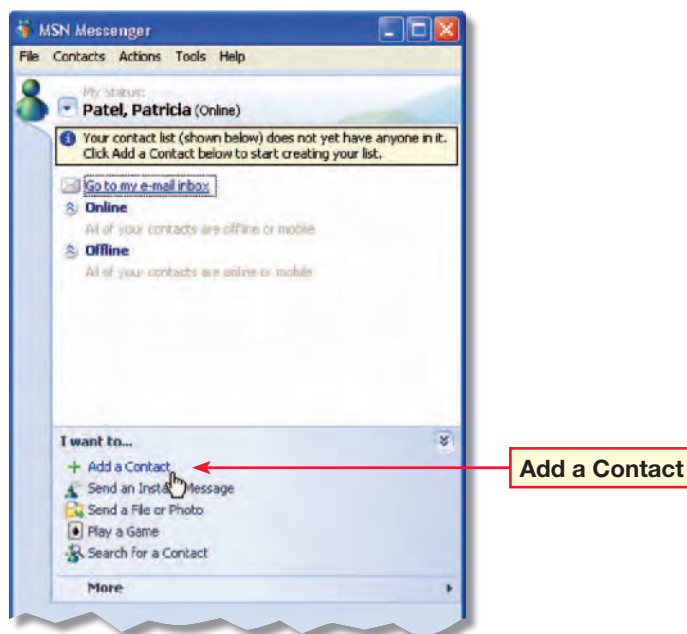 MSN Messenger
File Contacts Actions Tools Help
My Status:
Patel, Patricia (Online)
Your contact list (shown below) does not yet have anyone in it.
Click Add a Contact below to start creating your list.
Go to my e-mail inbox
Online
All of your contacts are offline or mobile
Offline
All of your contacts are online or mobile
I want to...
Add a Contact
Add a Contact
Send an Message
Send a File or Photo
Play a Game
Search for a Contact
More